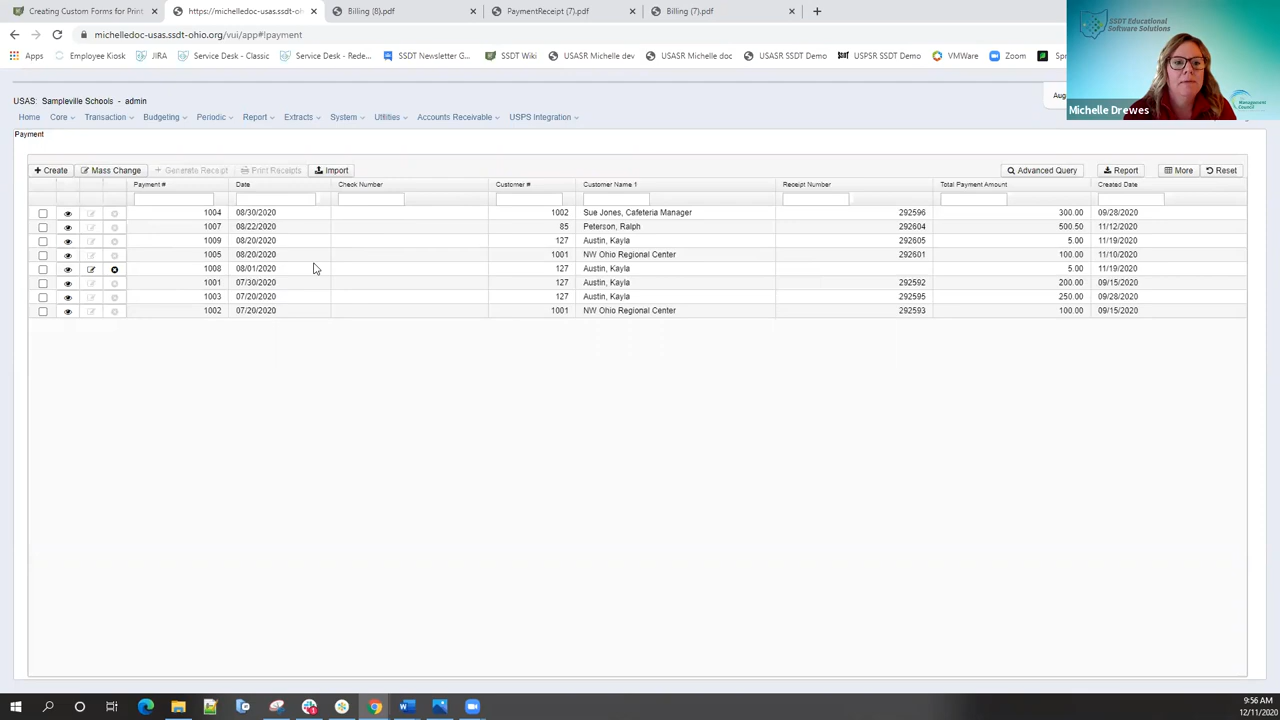 Creating Custom Forms for Print
https://michelledoc-usas.ssdt-oh
Billing (8).pdf
PaymentReceipt (7).pdf
Billing (7).pdf
michelledoc-usas.ssdt-ohio.org/vui/app#!payment
Apps
Employee Kiosk
JIRA
Service Desk - Classic
Service Desk - Rede...
SSDT Newsletter G...
SSDT Wiki
USASR Michelle dev
USASR Michelle doc
USASR SSDT Demo
USPSR SSDT Demo
VMWare
Zoom
SSDT Educational
Software Solutions
Management
Council
Michelle Drewes
USAS: Sampleville Schools - admin
Home Core Transaction Budgeting Periodic Report Extracts System Utilities Accounts Receivable USPS Integration
Payment
Create Mass Change Generate Receipt Print Receipts Import Advanced Query Report More Reset
Payment # Date Check Number Customer # Customer Name 1 Receipt Number Total Payment Amount Created Date
1004 08/30/2020 1002 Sue Jones, Cafeteria Manager 292596 300.00 09/28/2020
1007 08/22/2020 85 Peterson, Ralph 292604 500.50 11/12/2020
1009 08/20/2020 127 Austin, Kayla 292605 5.00 11/19/2020
1005 08/20/2020 1001 NW Ohio Regional Center 292601 100.00 11/10/2020
1008 08/01/2020 127 Austin, Kayla 5.00 11/19/2020
1001 07/30/2020 127 Austin, Kayla 292592 200.00 09/15/2020
1003 07/20/2020 127 Austin, Kayla 292595 250.00 09/28/2020
1002 07/20/2020 1001 NW Ohio Regional Center 292593 100.00 09/15/2020
9:56 AM
12/11/2020